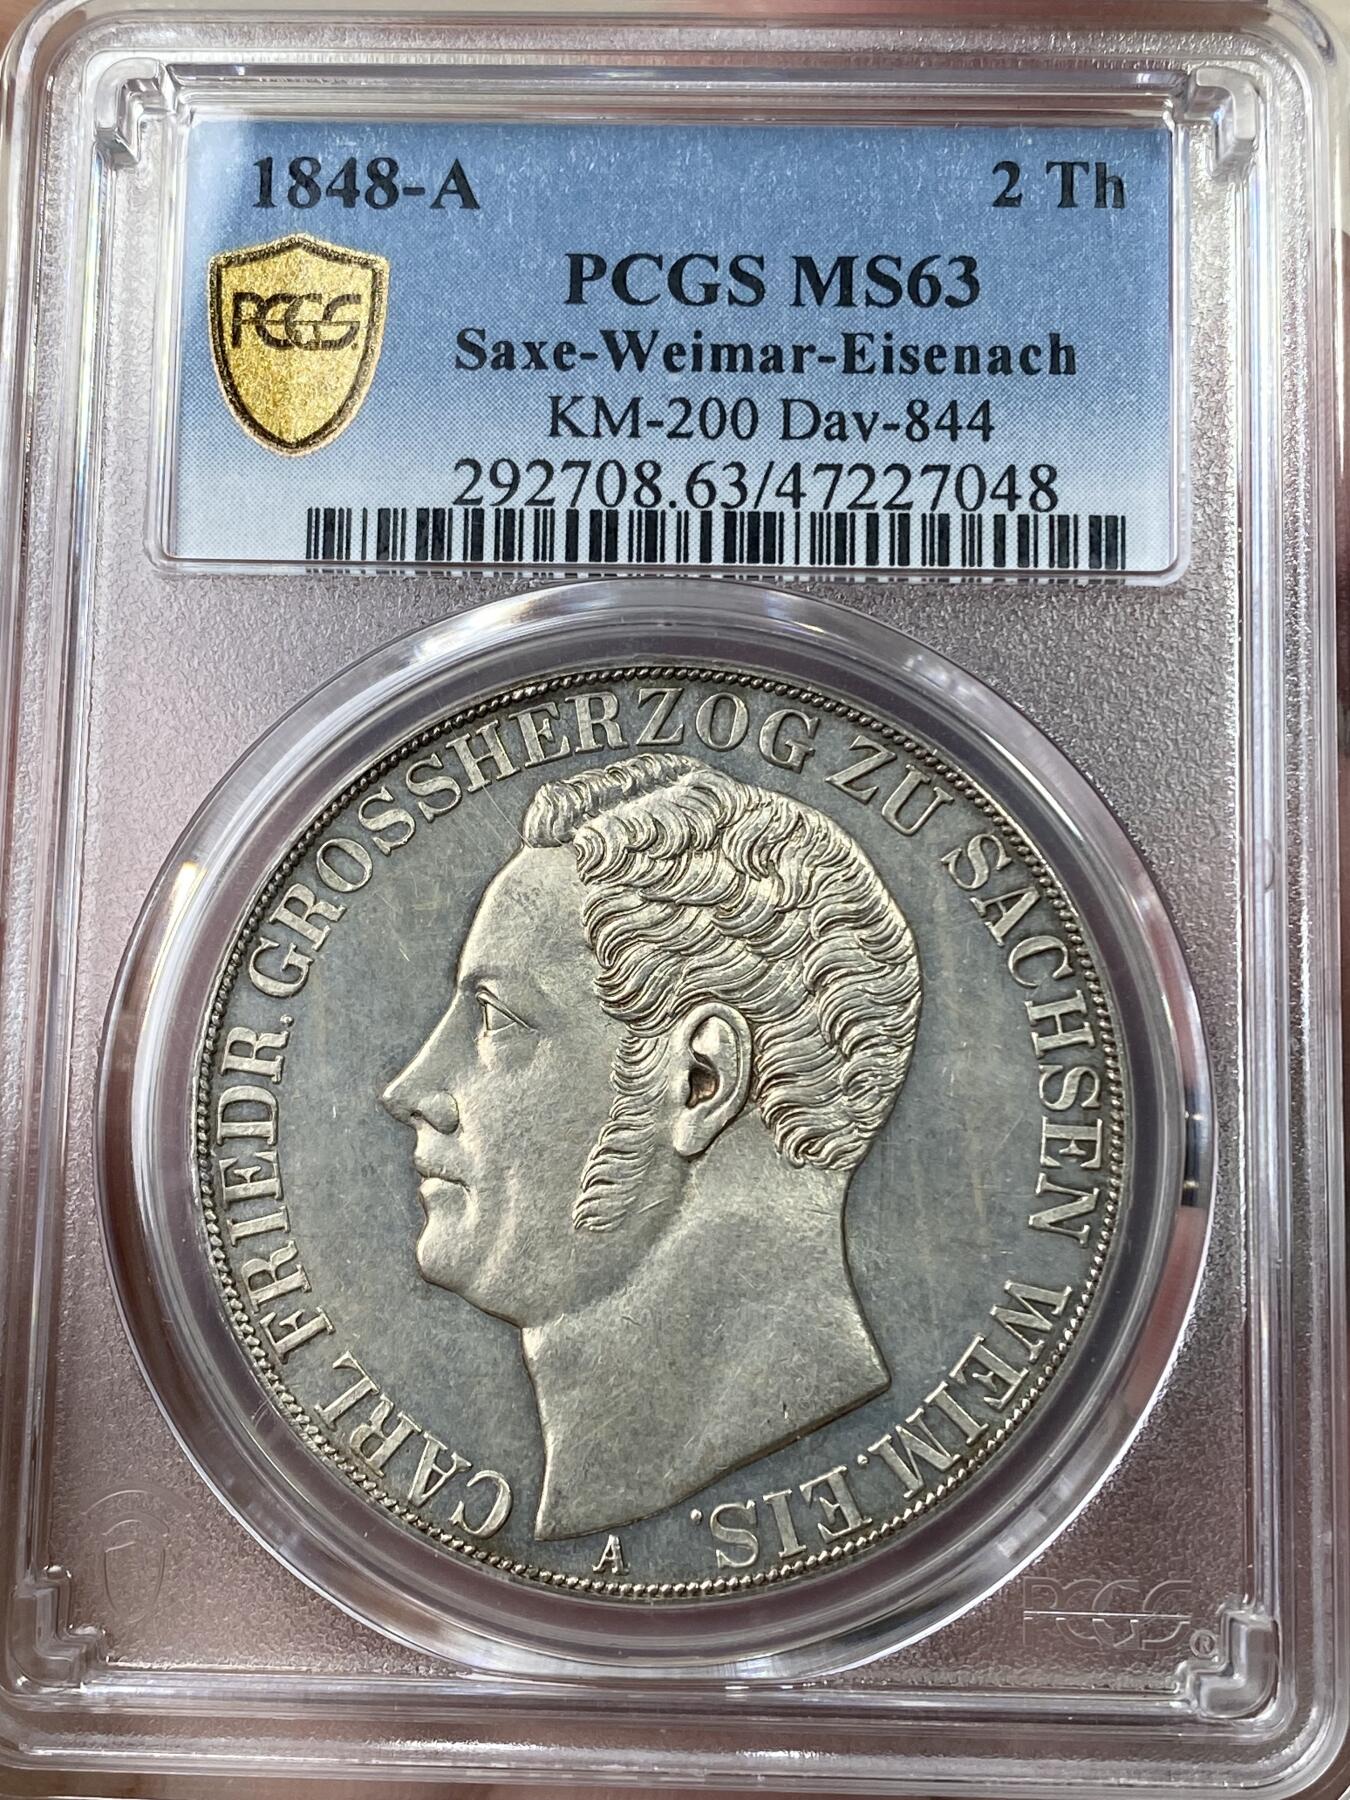 1848-A 2 Th
PCGS
PCGS MS63
Saxe-Weimar-Eisenach
KM-200 Dav-844
292708.63/47227048
CARL FRIEDR. GROSSHERZOG ZU SACHSEN WEIM. EIS.
A
PCGS®